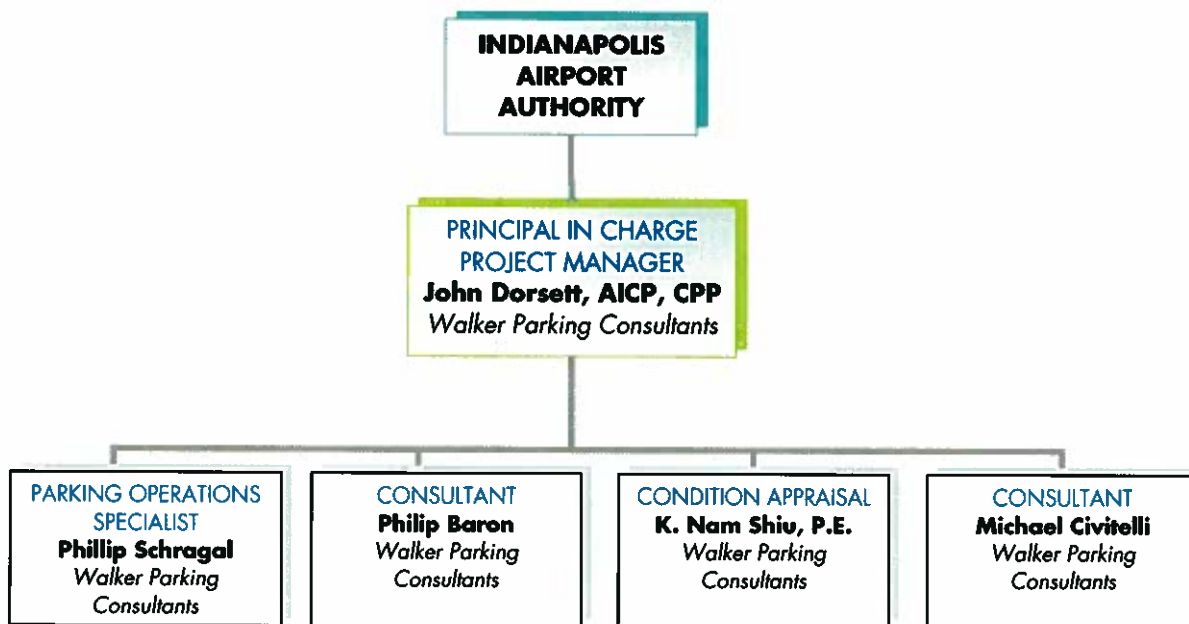 INDIANAPOLIS
AIRPORT
AUTHORITY
PRINCIPAL IN CHARGE
PROJECT MANAGER
John Dorsett, AICP, CPP
Walker Parking Consultants
PARKING OPERATIONS
SPECIALIST
Phillip Schragal
Walker Parking
Consultants
CONSULTANT
Philip Baron
Walker Parking
Consultants
CONDITION APPRAISAL
K. Nam Shiu, P.E.
Walker Parking
Consultants
CONSULTANT
Michael Civitelli
Walker Parking
Consultants